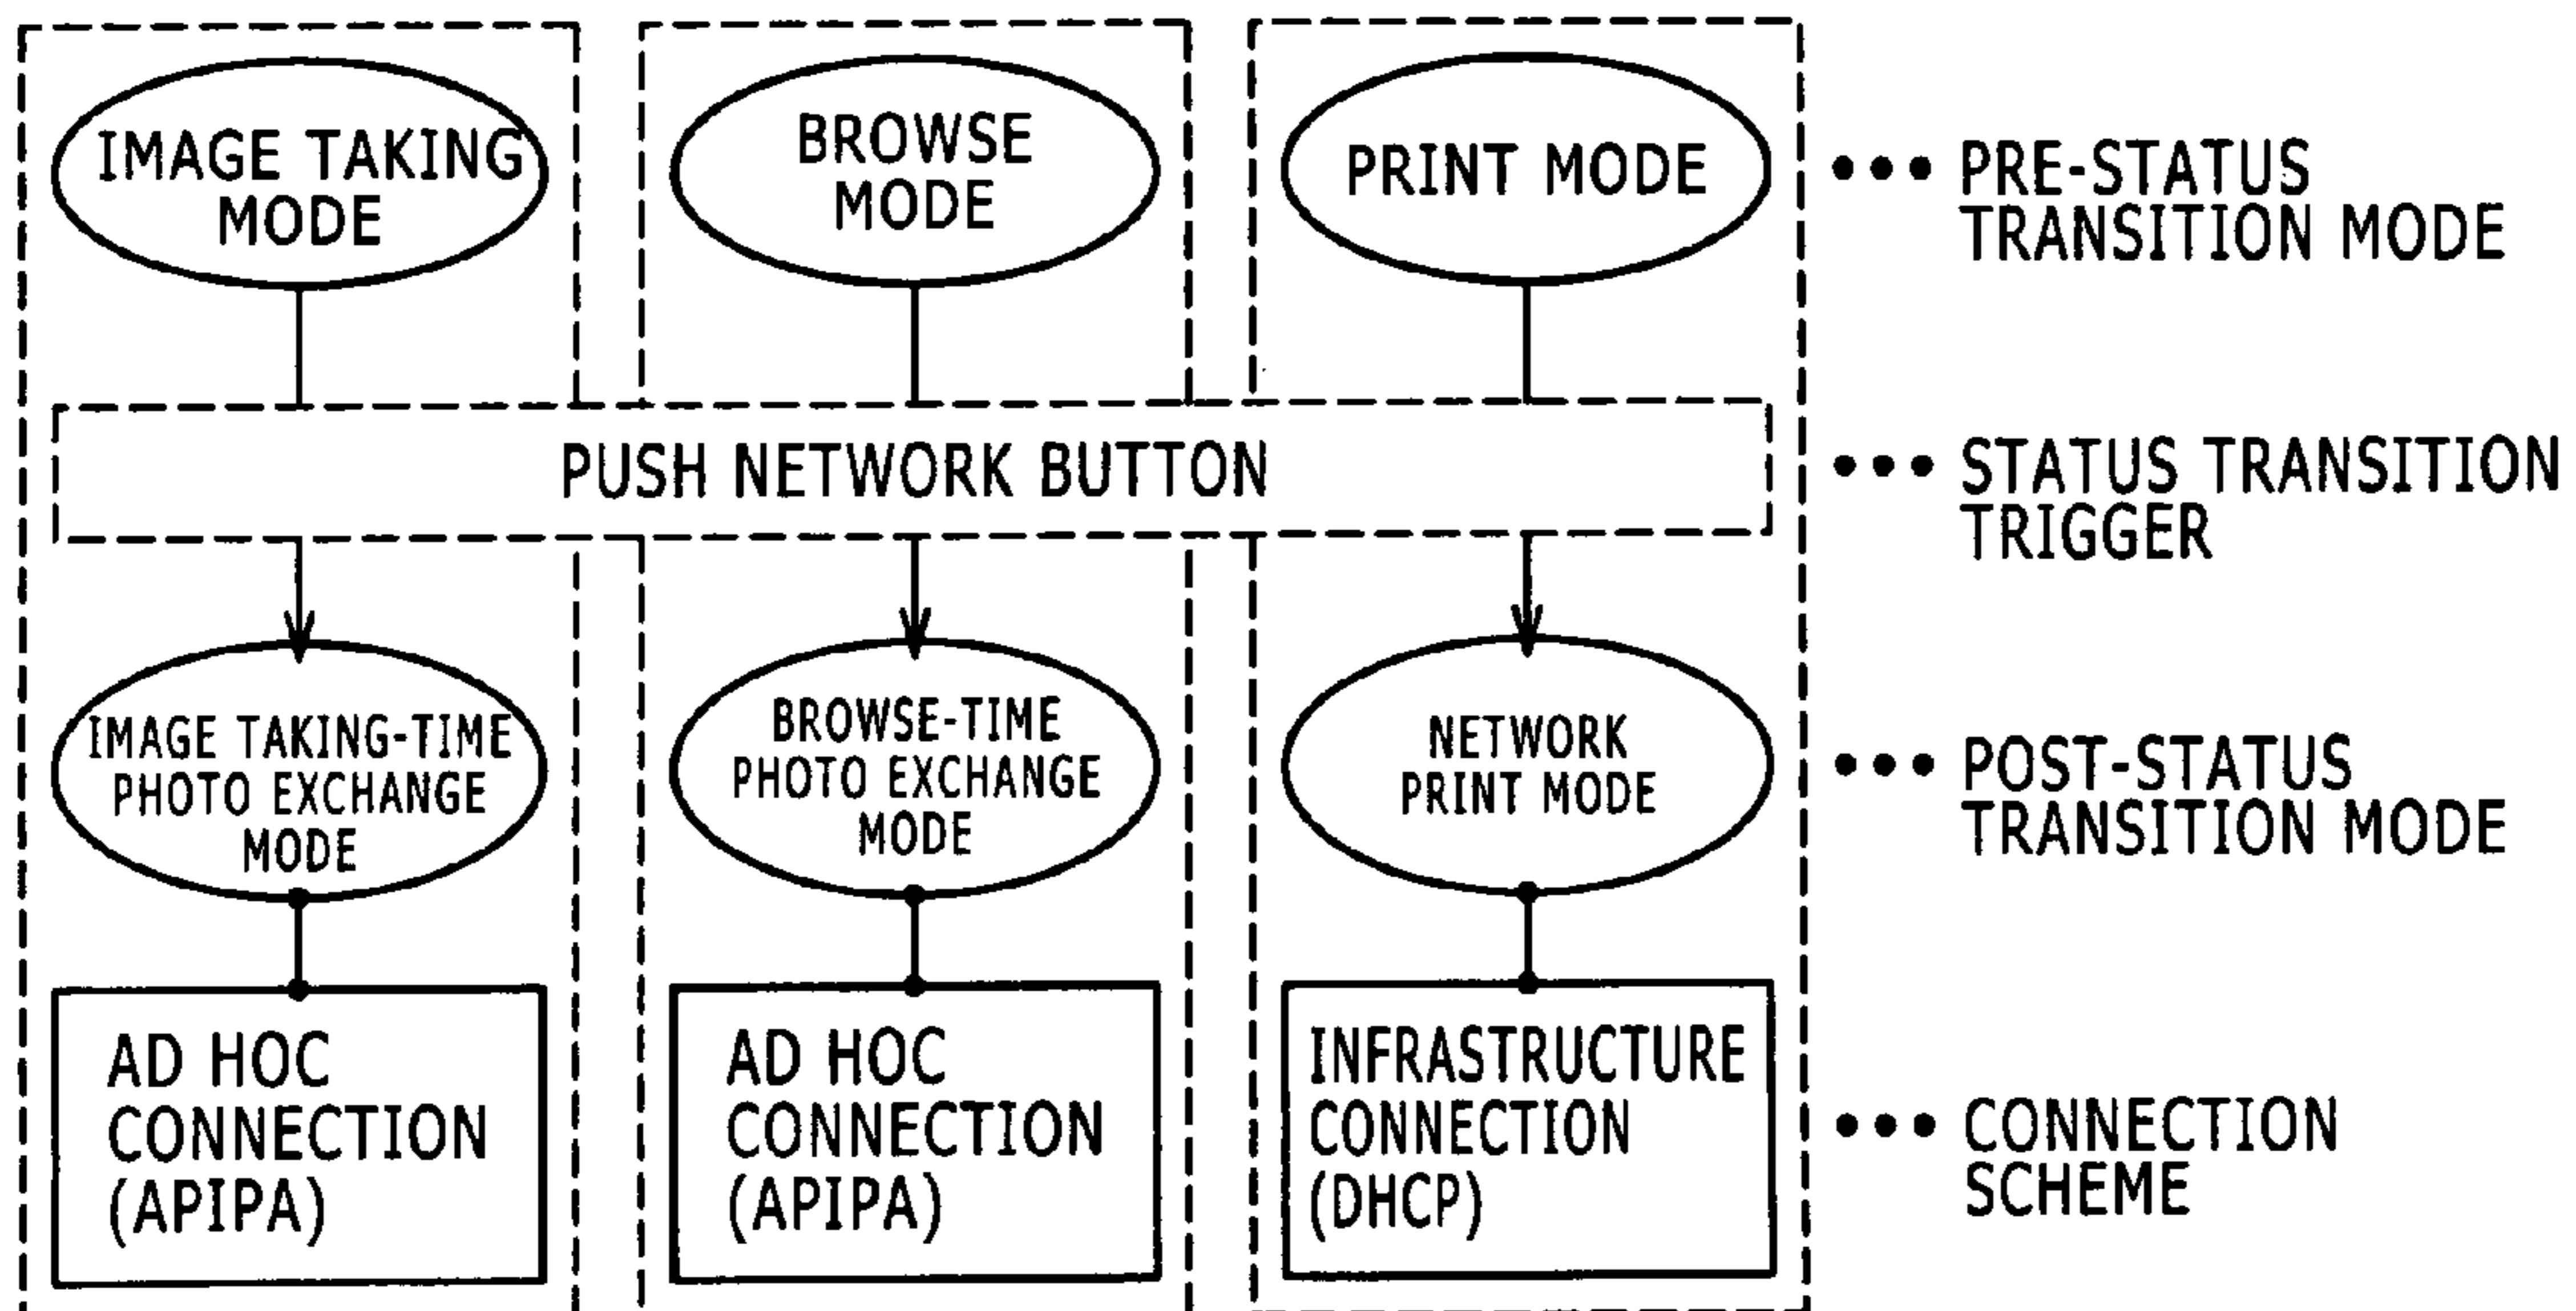 IMAGE TAKING
MODE
BROWSE
MODE
PRINT MODE
PRE-STATUS
TRANSITION MODE
PUSH NETWORK BUTTON
STATUS TRANSITION
TRIGGER
IMAGE TAKING-TIME
PHOTO EXCHANGE
MODE
BROWSE-TIME
PHOTO EXCHANGE
MODE
NETWORK
PRINT MODE
POST-STATUS
TRANSITION MODE
AD HOC
CONNECTION
(APIPA)
AD HOC
CONNECTION
(APIPA)
INFRASTRUCTURE
CONNECTION
(DHCP)
CONNECTION
SCHEME